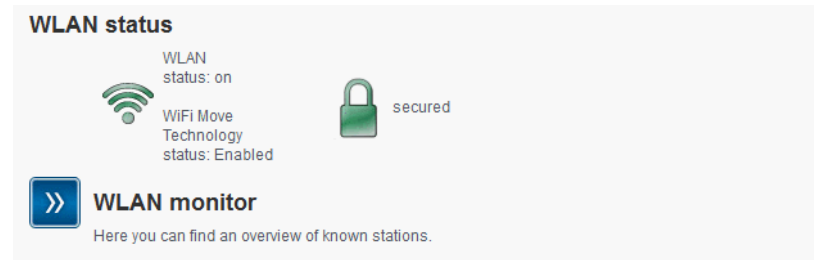 WLAN status
WLAN
status: on
WiFi Move
Technology
status: Enabled
secured
WLAN monitor
Here you can find an overview of known stations.